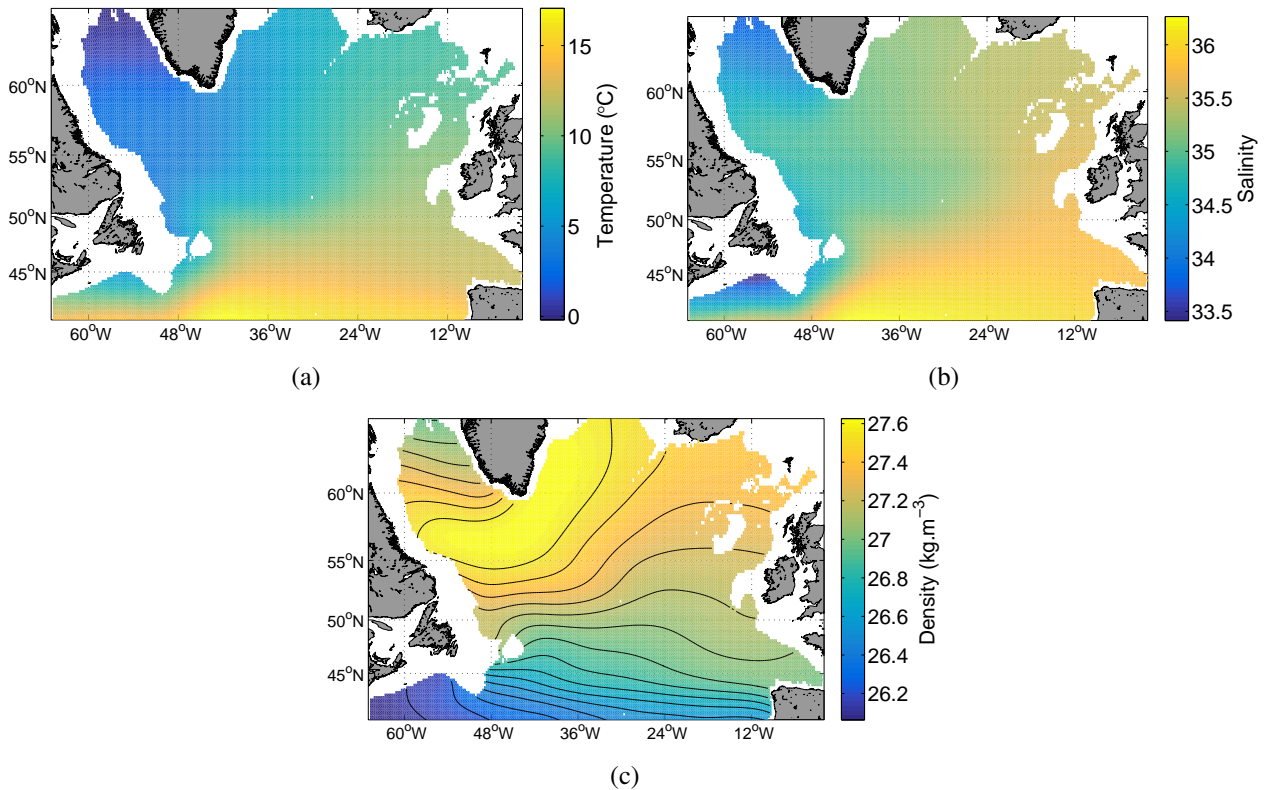 60°N
55°N
50°N
45°N
60°W 48°W 36°W 24°W 12°W
15
10
5
0
Temperature (°C)
(a)
60°N
55°N
50°N
45°N
60°W 48°W 36°W 24°W 12°W
36
35.5
35
34.5
34
33.5
Salinity
(b)
60°N
55°N
50°N
45°N
60°W 48°W 36°W 24°W 12°W
27.6
27.4
27.2
27
26.8
26.6
26.4
26.2
Density (kg.m⁻³)
(c)